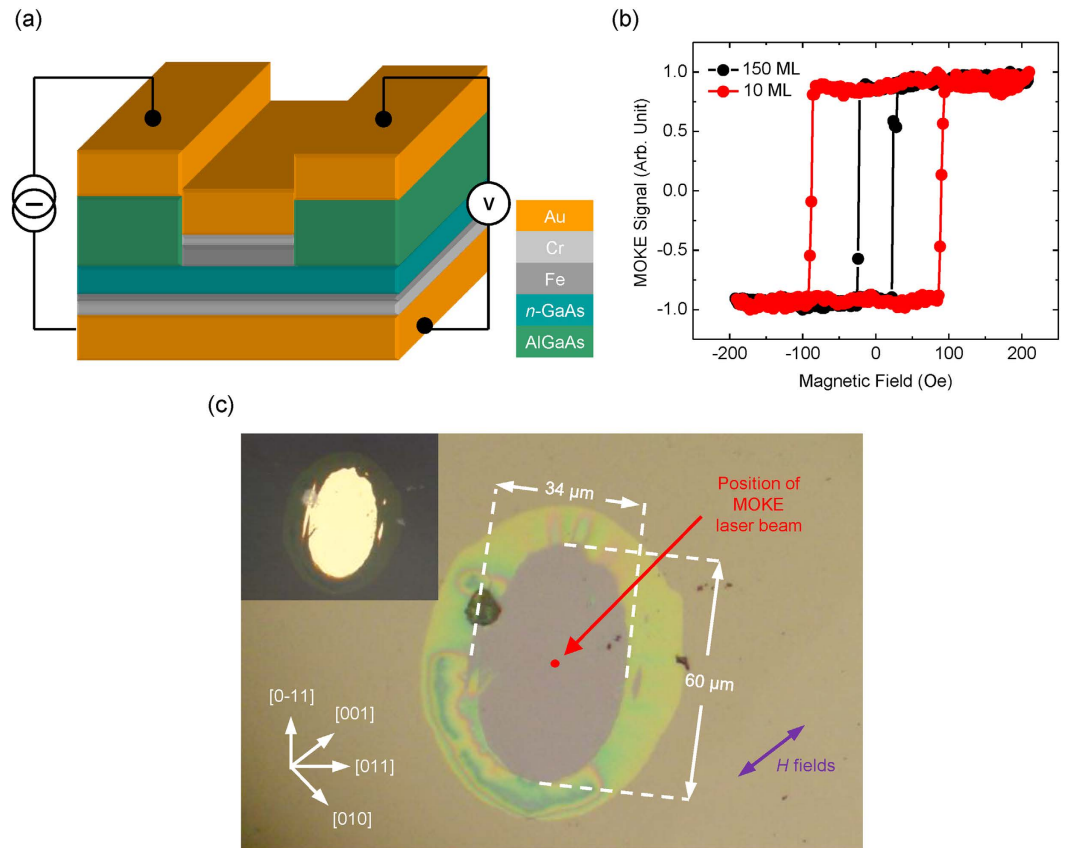 (a)
V
Au
Cr
Fe
n-GaAs
AlGaAs
(b)
150 ML
10 ML
1.0
0.5
0.0
-0.5
-1.0
MOKE Signal (Arb. Unit)
-200
-100
0
100
200
Magnetic Field (Oe)
(c)
34 µm
Position of
MOKE
laser beam
60 µm
[0-11]
[001]
[011]
[010]
H fields